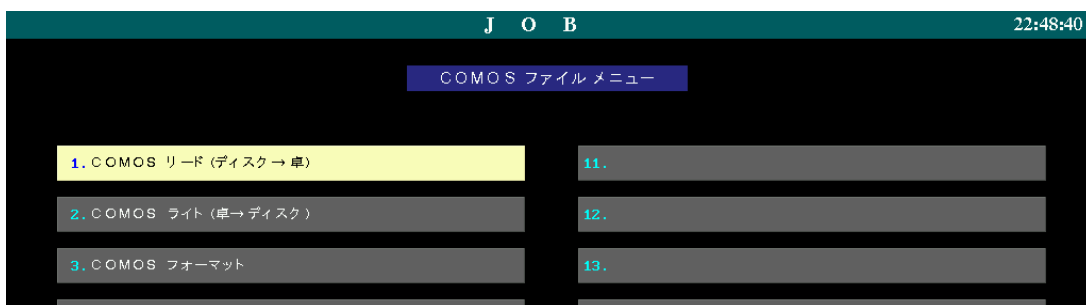 J O B 22:48:40
COMOS ファイル メニュー
1. COMOS リード (ディスク→卓)
2. COMOS ライト (卓→ディスク)
3. COMOS フォーマット
11.
12.
13.